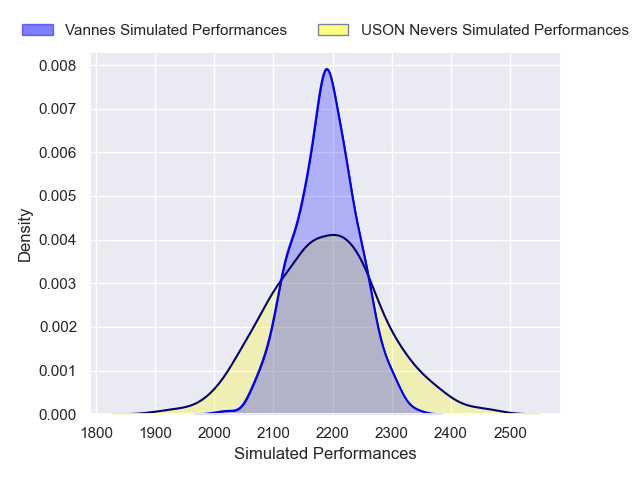 Vannes Simulated Performances USON Nevers Simulated Performances
0.008
0.007
0.006
0.005
0.004
0.003
0.002
0.001
0.000
Density
1800 1900 2000 2100 2200 2300 2400 2500
Simulated Performances